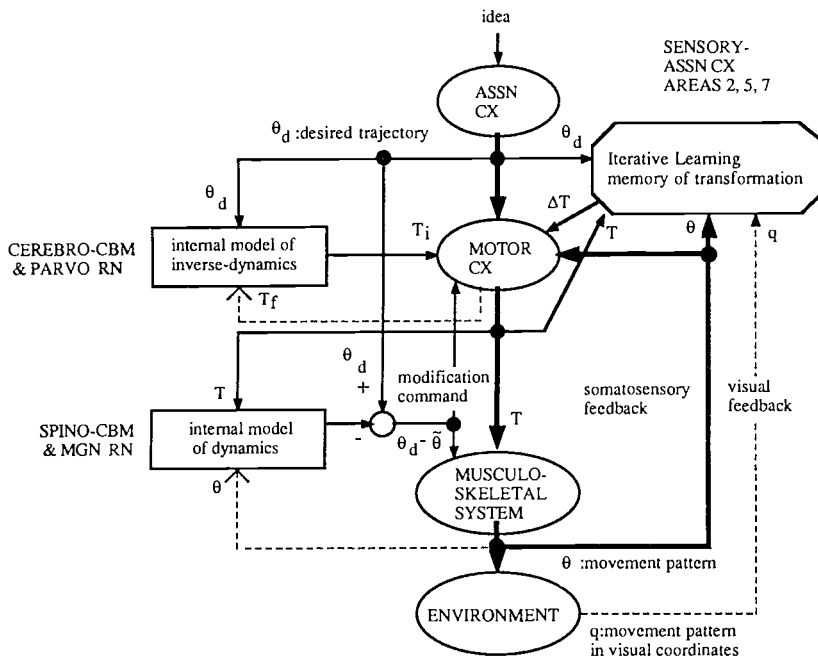 idea
SENSORY-
ASSN CX
AREAS 2, 5, 7
ASSN
CX
θd :desired trajectory
θd
Iterative Learning
memory of transformation
θd
ΔT
T
θ
q
CEREBRO-CBM
& PARVO RN
internal model of
inverse-dynamics
Ti
MOTOR
CX
Tf
θd
+
modification
command
somatosensory
feedback
visual
feedback
T
T
SPINO-CBM
& MGN RN
internal model
of dynamics
-
θd - θ̃
θ
MUSCULO-
SKELETAL
SYSTEM
θ :movement pattern
ENVIRONMENT
q:movement pattern
in visual coordinates